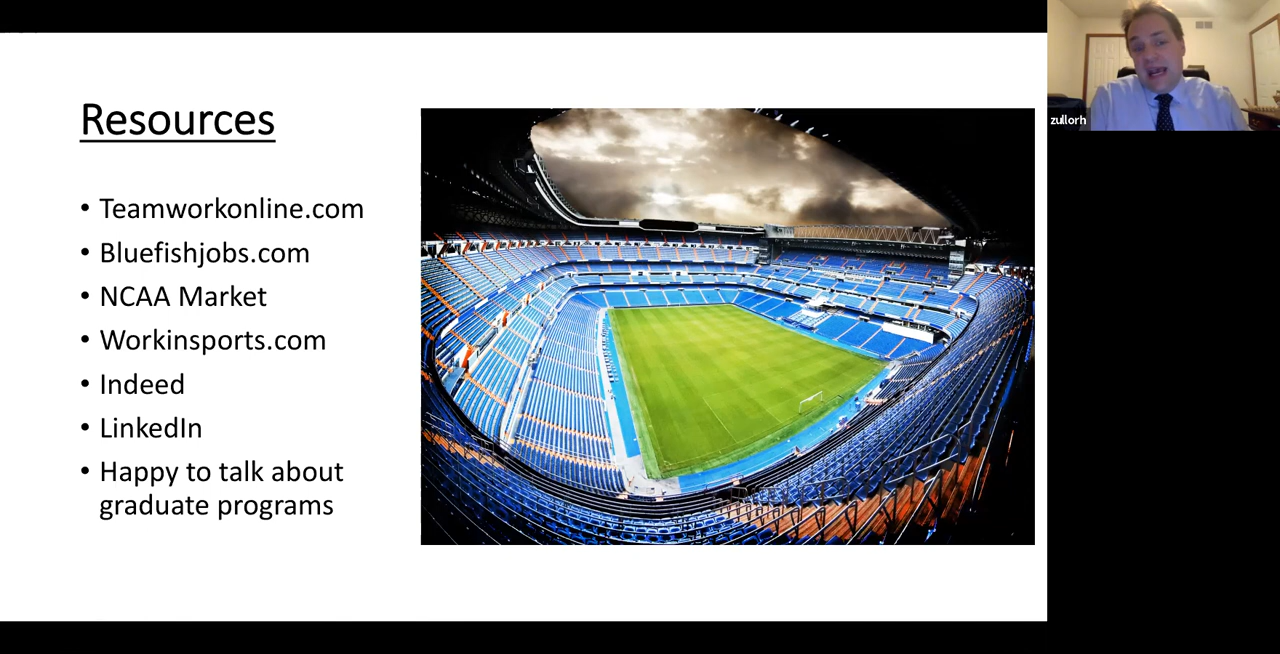 Resources
• Teamworkonline.com
• Bluefishjobs.com
• NCAA Market
• Workinsports.com
• Indeed
• LinkedIn
• Happy to talk about
graduate programs
zullorh